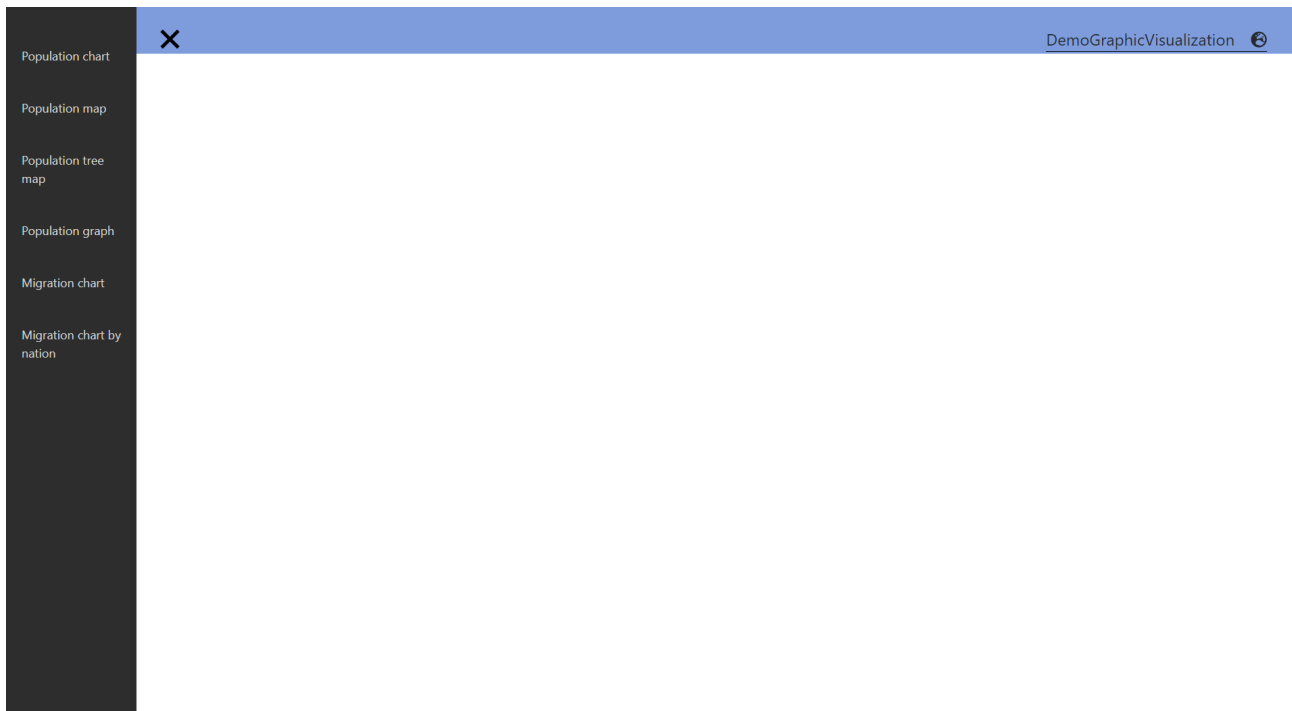 Population chart
Population map
Population tree
map
Population graph
Migration chart
Migration chart by
nation
DemoGraphicVisualization